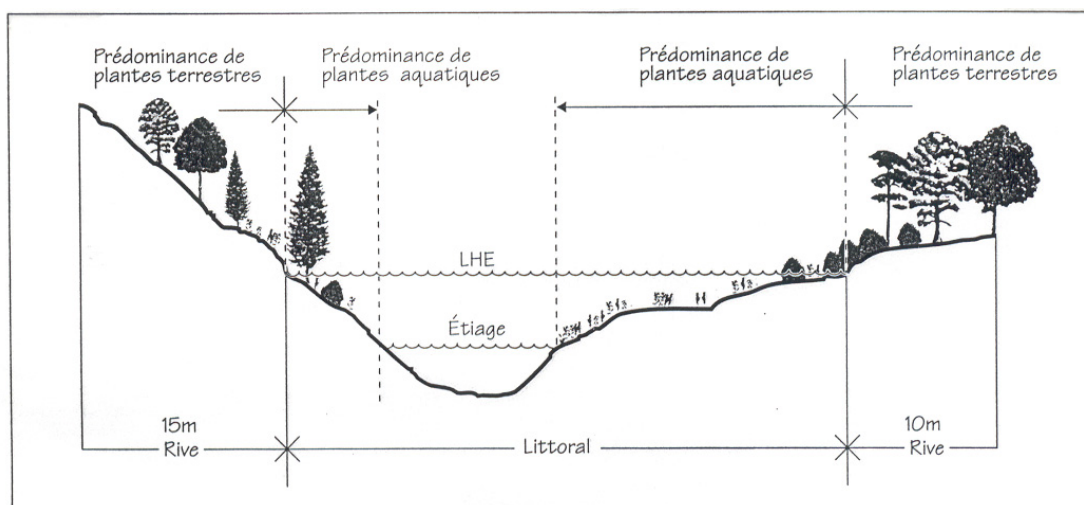 Prédominance de
plantes terrestres
Prédominance de
plantes aquatiques
Prédominance de
plantes aquatiques
Prédominance de
plantes terrestres
LHE
Étiage
15m
Rive
Littoral
10m
Rive